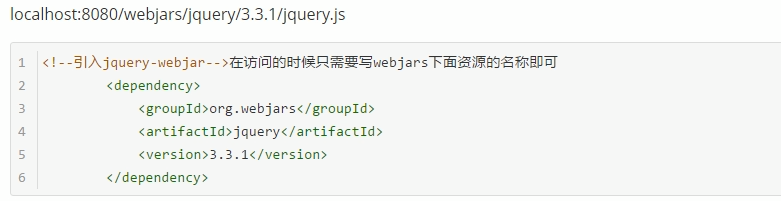 localhost:8080/webjars/jquery/3.3.1/jquery.js
1 <!--引入jquery-webjar-->在访问的时候只需要写webjars下面资源的名称即可
2 <dependency>
3 <groupId>org.webjars</groupId>
4 <artifactId>jquery</artifactId>
5 <version>3.3.1</version>
6 </dependency>